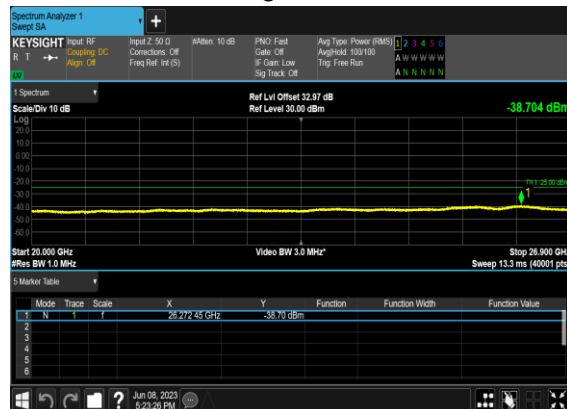 Spectrum Analyzer 1
Swept SA
KEYSIGHT Input: RF Input Z: 50 Ω #Atten: 10 dB PNO: Fast Avg Type: Power (RMS) 1 2 3 4 5 6
R T Coupling: DC Corrections: Off Gate: Off Avg|Hold: 100/100 A W W W W W
Align: Off Freq Ref: Int (S) IF Gain: Low Trig: Free Run
Sig Track: Off A N N N N N
1 Spectrum Ref Lvl Offset 32.97 dB
Scale/Div 10 dB Ref Level 30.00 dBm -38.704 dBm
Log
20.0
10.0
0.00
-10.0
-20.0
-30.0
1
-40.0
-50.0
-60.0
Start 20.000 GHz Video BW 3.0 MHz* Stop 26.900 GHz
#Res BW 1.0 MHz Sweep 13.3 ms (40001 pts)
5 Marker Table
Mode Trace Scale X Y Function Function Width Function Value
1 N 1 f 26.272 45 GHz -38.70 dBm
2
3
4
5
6
? Jun 08, 2023
5:23:26 PM